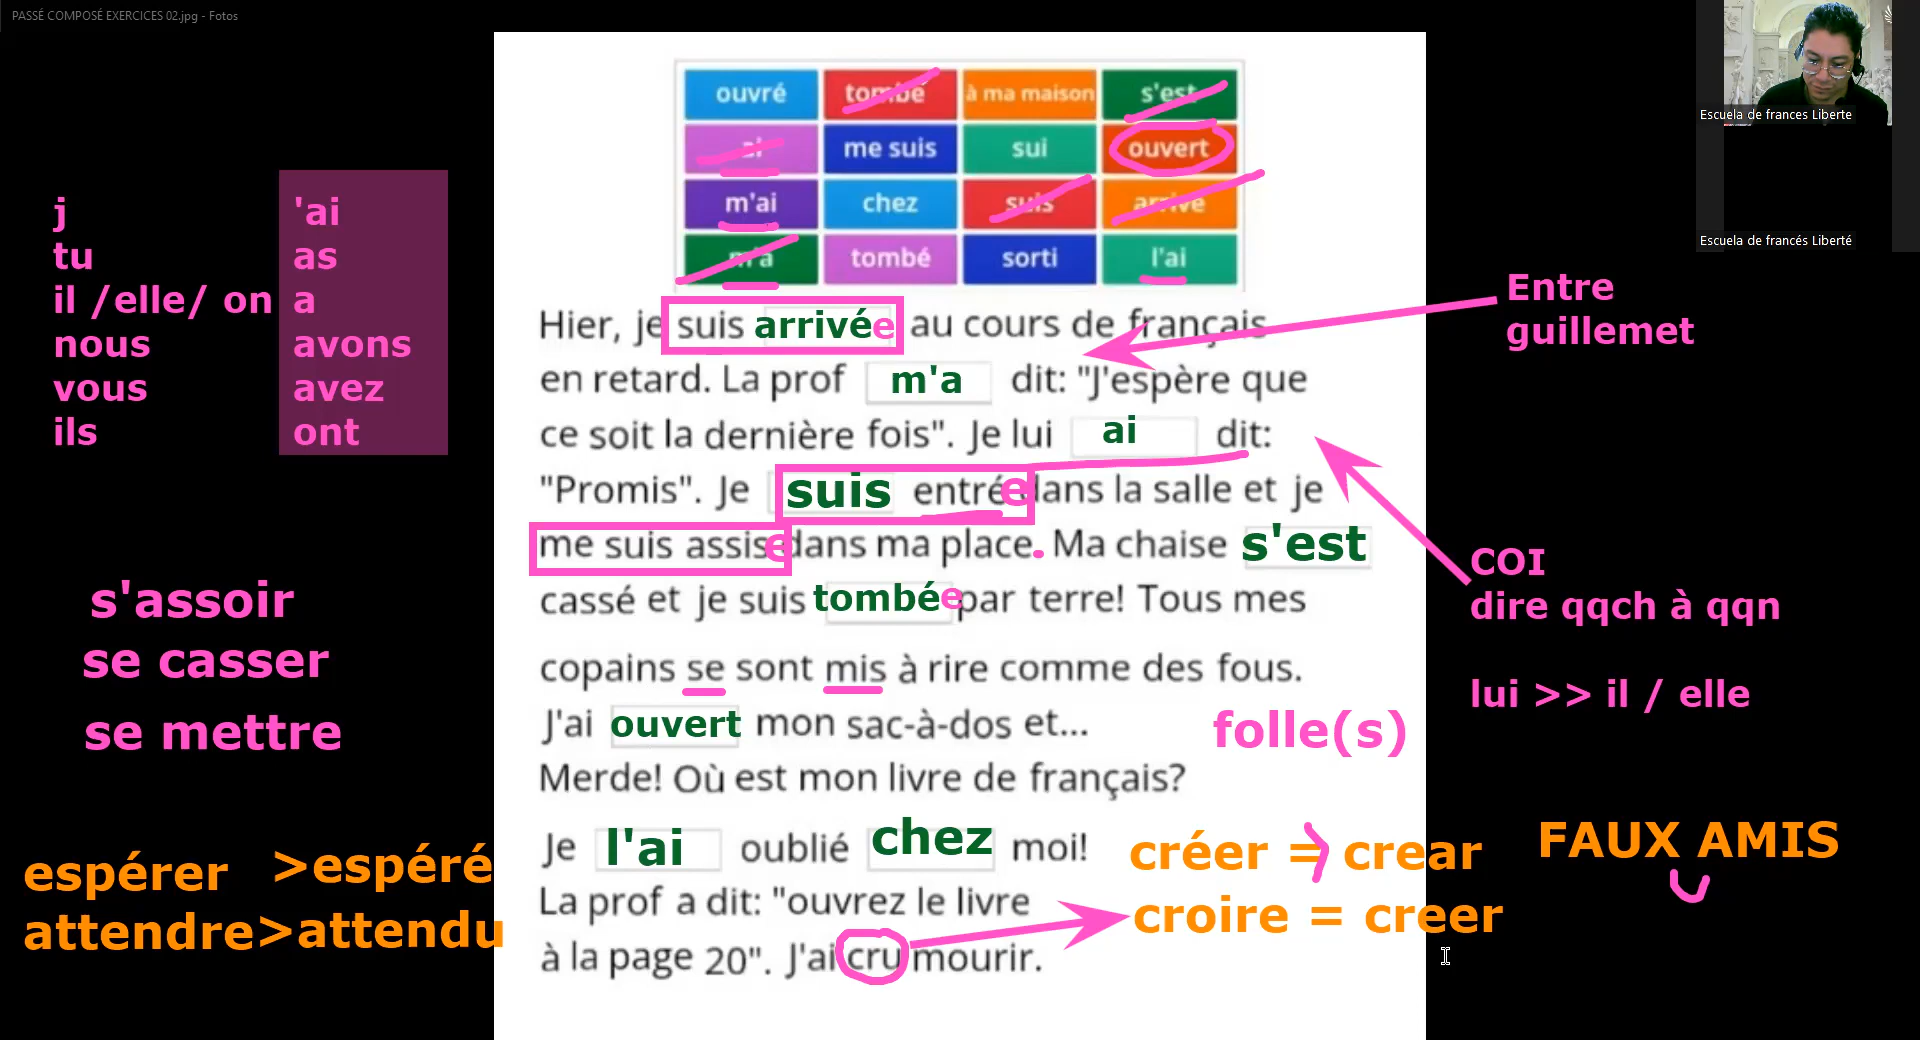 PASSÉ COMPOSÉ EXERCICES 02.jpg - Fotos
Escuela de frances Liberte
Escuela de francés Liberté
ouvré tombé à ma maison s'est
ai me suis sui ouvert
m'ai chez suis arrivé
m'a tombé sorti l'ai
j 'ai
tu as
il /elle/ on a
nous avons
vous avez
ils ont
s'assoir
se casser
se mettre
espérer >espéré
attendre>attendu
Hier, je suis arrivée au cours de français
en retard. La prof m'a dit: "J'espère que
ce soit la dernière fois". Je lui ai dit:
"Promis". Je suis entrée dans la salle et je
me suis assise dans ma place. Ma chaise s'est
cassé et je suis tombée par terre! Tous mes
copains se sont mis à rire comme des fous.
J'ai ouvert mon sac-à-dos et...
Merde! Où est mon livre de français?
Je l'ai oublié chez moi!
La prof a dit: "ouvrez le livre
à la page 20". J'ai cru mourir.
Entre
guillemet
COI
dire qqch à qqn
lui >> il / elle
folle(s)
créer = crear
croire = creer
FAUX AMIS